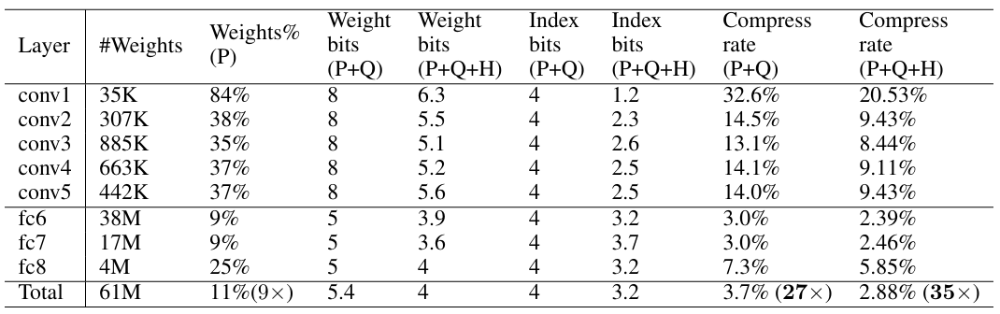 Layer #Weights Weights% (P) Weight bits (P+Q) Weight bits (P+Q+H) Index bits (P+Q) Index bits (P+Q+H) Compress rate (P+Q) Compress rate (P+Q+H)
conv1 35K 84% 8 6.3 4 1.2 32.6% 20.53%
conv2 307K 38% 8 5.5 4 2.3 14.5% 9.43%
conv3 885K 35% 8 5.1 4 2.6 13.1% 8.44%
conv4 663K 37% 8 5.2 4 2.5 14.1% 9.11%
conv5 442K 37% 8 5.6 4 2.5 14.0% 9.43%
fc6 38M 9% 5 3.9 4 3.2 3.0% 2.39%
fc7 17M 9% 5 3.6 4 3.7 3.0% 2.46%
fc8 4M 25% 5 4 4 3.2 7.3% 5.85%
Total 61M 11%(9×) 5.4 4 4 3.2 3.7% (27×) 2.88% (35×)